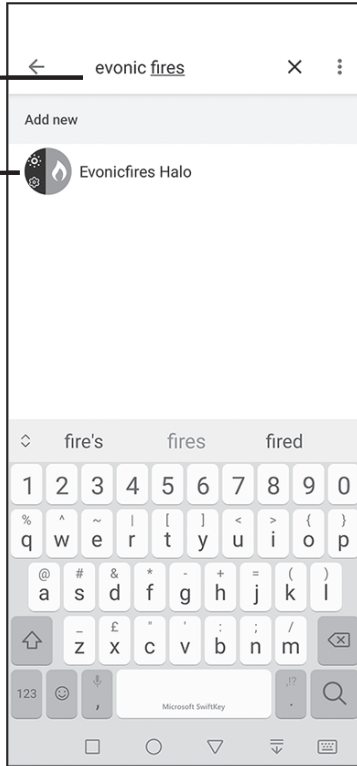 evonic fires
Add new
Evonicfires Halo
fire's fires fired
1 2 3 4 5 6 7 8 9 0
% ^ ~ | [ ] < > { }
q w e r t y u i o p
@ # & * - + = ( )
a s d f g h j k l
_ £ " ' : ; /
z x c v b n m
,!?
123 , Microsoft SwiftKey .